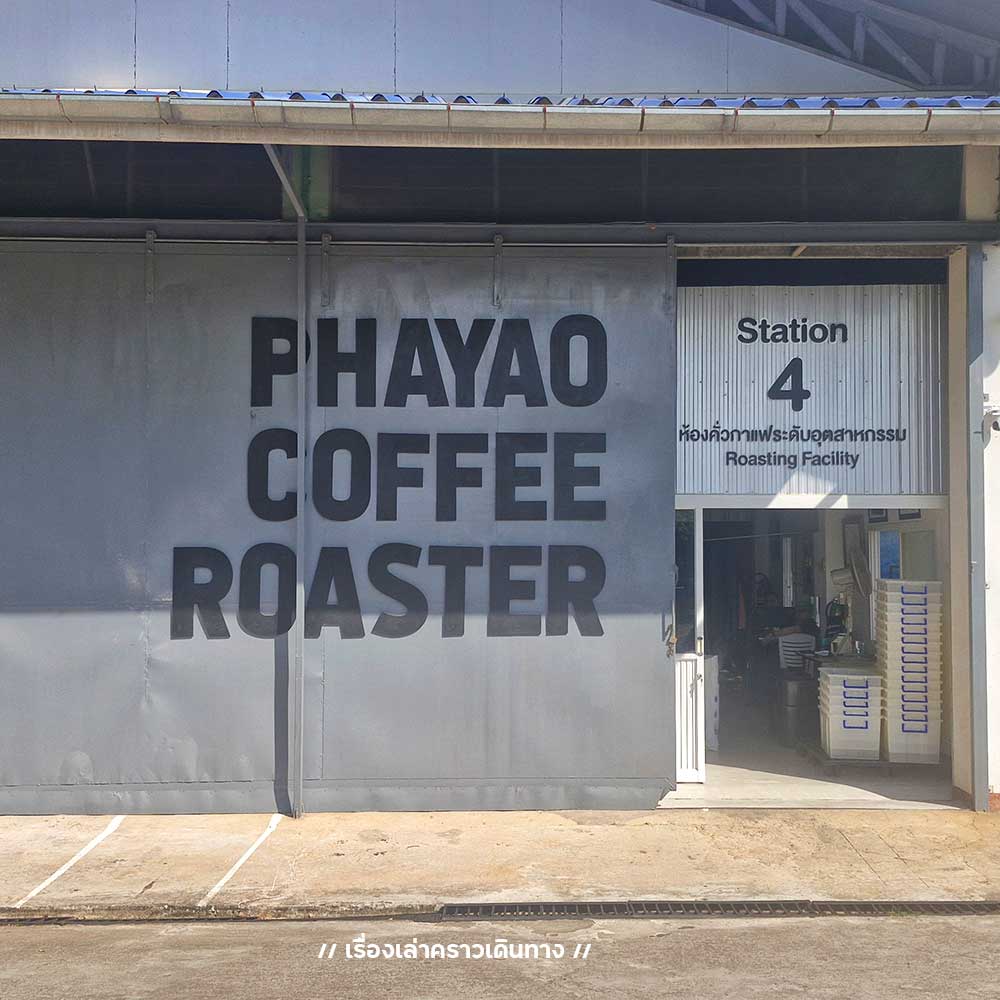 PHAYAO
COFFEE
ROASTER
Station
4
ห้องคั่วกาแฟระดับอุตสาหกรรม
Roasting Facility
// เรื่องเล่าคราวเดินทาง //